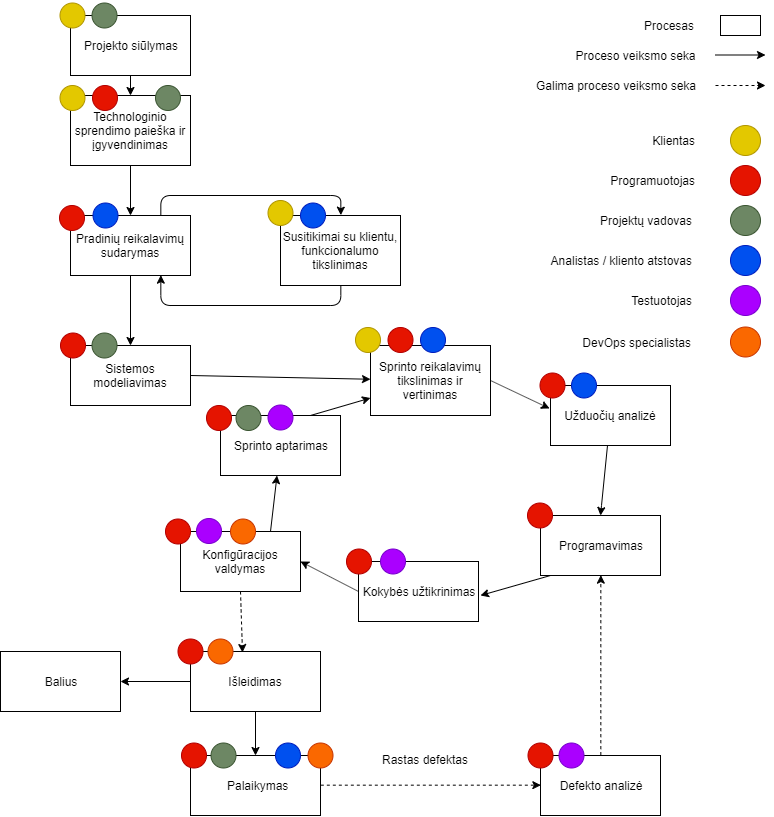 Projekto siūlymas
Technologinio
sprendimo paieška ir
įgyvendinimas
Pradinių reikalavimų
sudarymas
Susitikimai su klientu,
funkcionalumo
tikslinimas
Sistemos
modeliavimas
Sprinto reikalavimų
tikslinimas ir
vertinimas
Užduočių analizė
Sprinto aptarimas
Programavimas
Konfigūracijos
valdymas
Kokybės užtikrinimas
Balius
Išleidimas
Palaikymas
Rastas defektas
Defekto analizė
Procesas
Proceso veiksmo seka
Galima proceso veiksmo seka
Klientas
Programuotojas
Projektų vadovas
Analistas / kliento atstovas
Testuotojas
DevOps specialistas